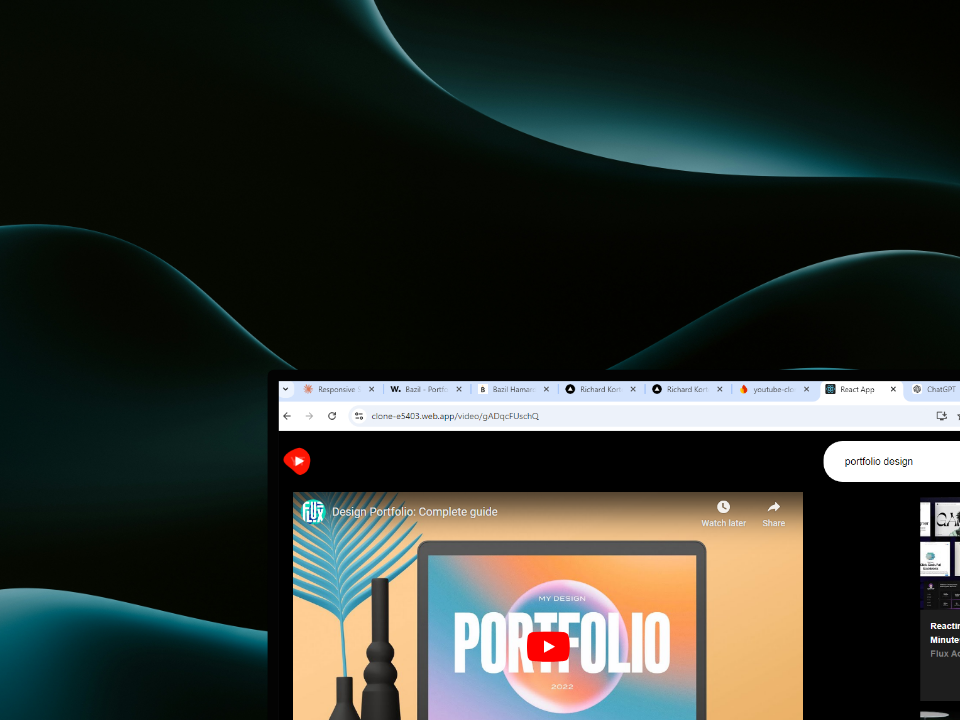 Responsive
W. Bazil - Portf
B Bazil Haman
Richard Kort
Richard Kort
youtube-clo
React App
ChatGPT
clone-e5403.web.app/video/gADqcFUschQ
portfolio design
FLUX
Design Portfolio: Complete guide
Watch later
Share
MY DESIGN
PORTFOLIO
2022
Reactin
Minute
Flux Ac